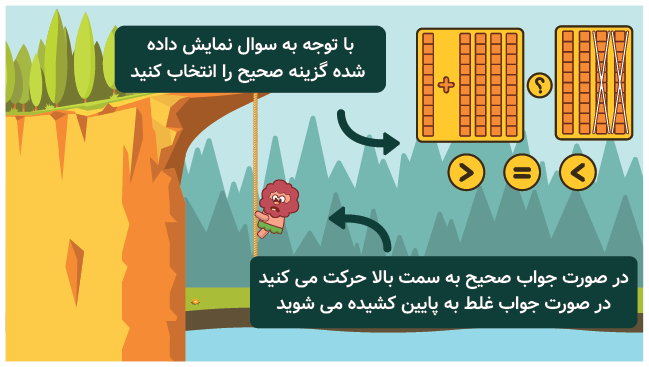 با توجه به سوال نمایش داده
شده گزینه صحیح را انتخاب کنید
+
؟
> = <
در صورت جواب صحیح به سمت بالا حرکت می کنید
در صورت جواب غلط به پایین کشیده می شوید